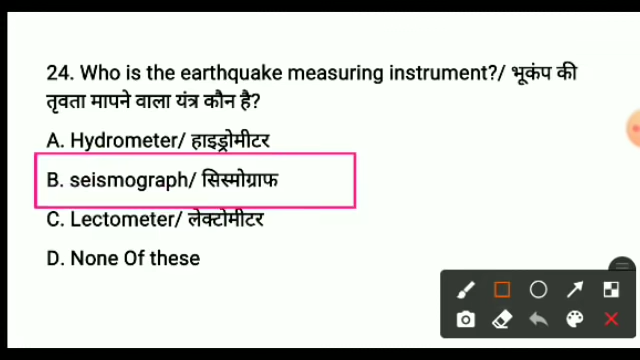 24. Who is the earthquake measuring instrument?/ भूकंप की
तृवता मापने वाला यंत्र कौन है?
A. Hydrometer/ हाइड्रोमीटर
B. seismograph/ सिस्मोग्राफ
C. Lectometer/ लेक्टोमीटर
D. None Of these